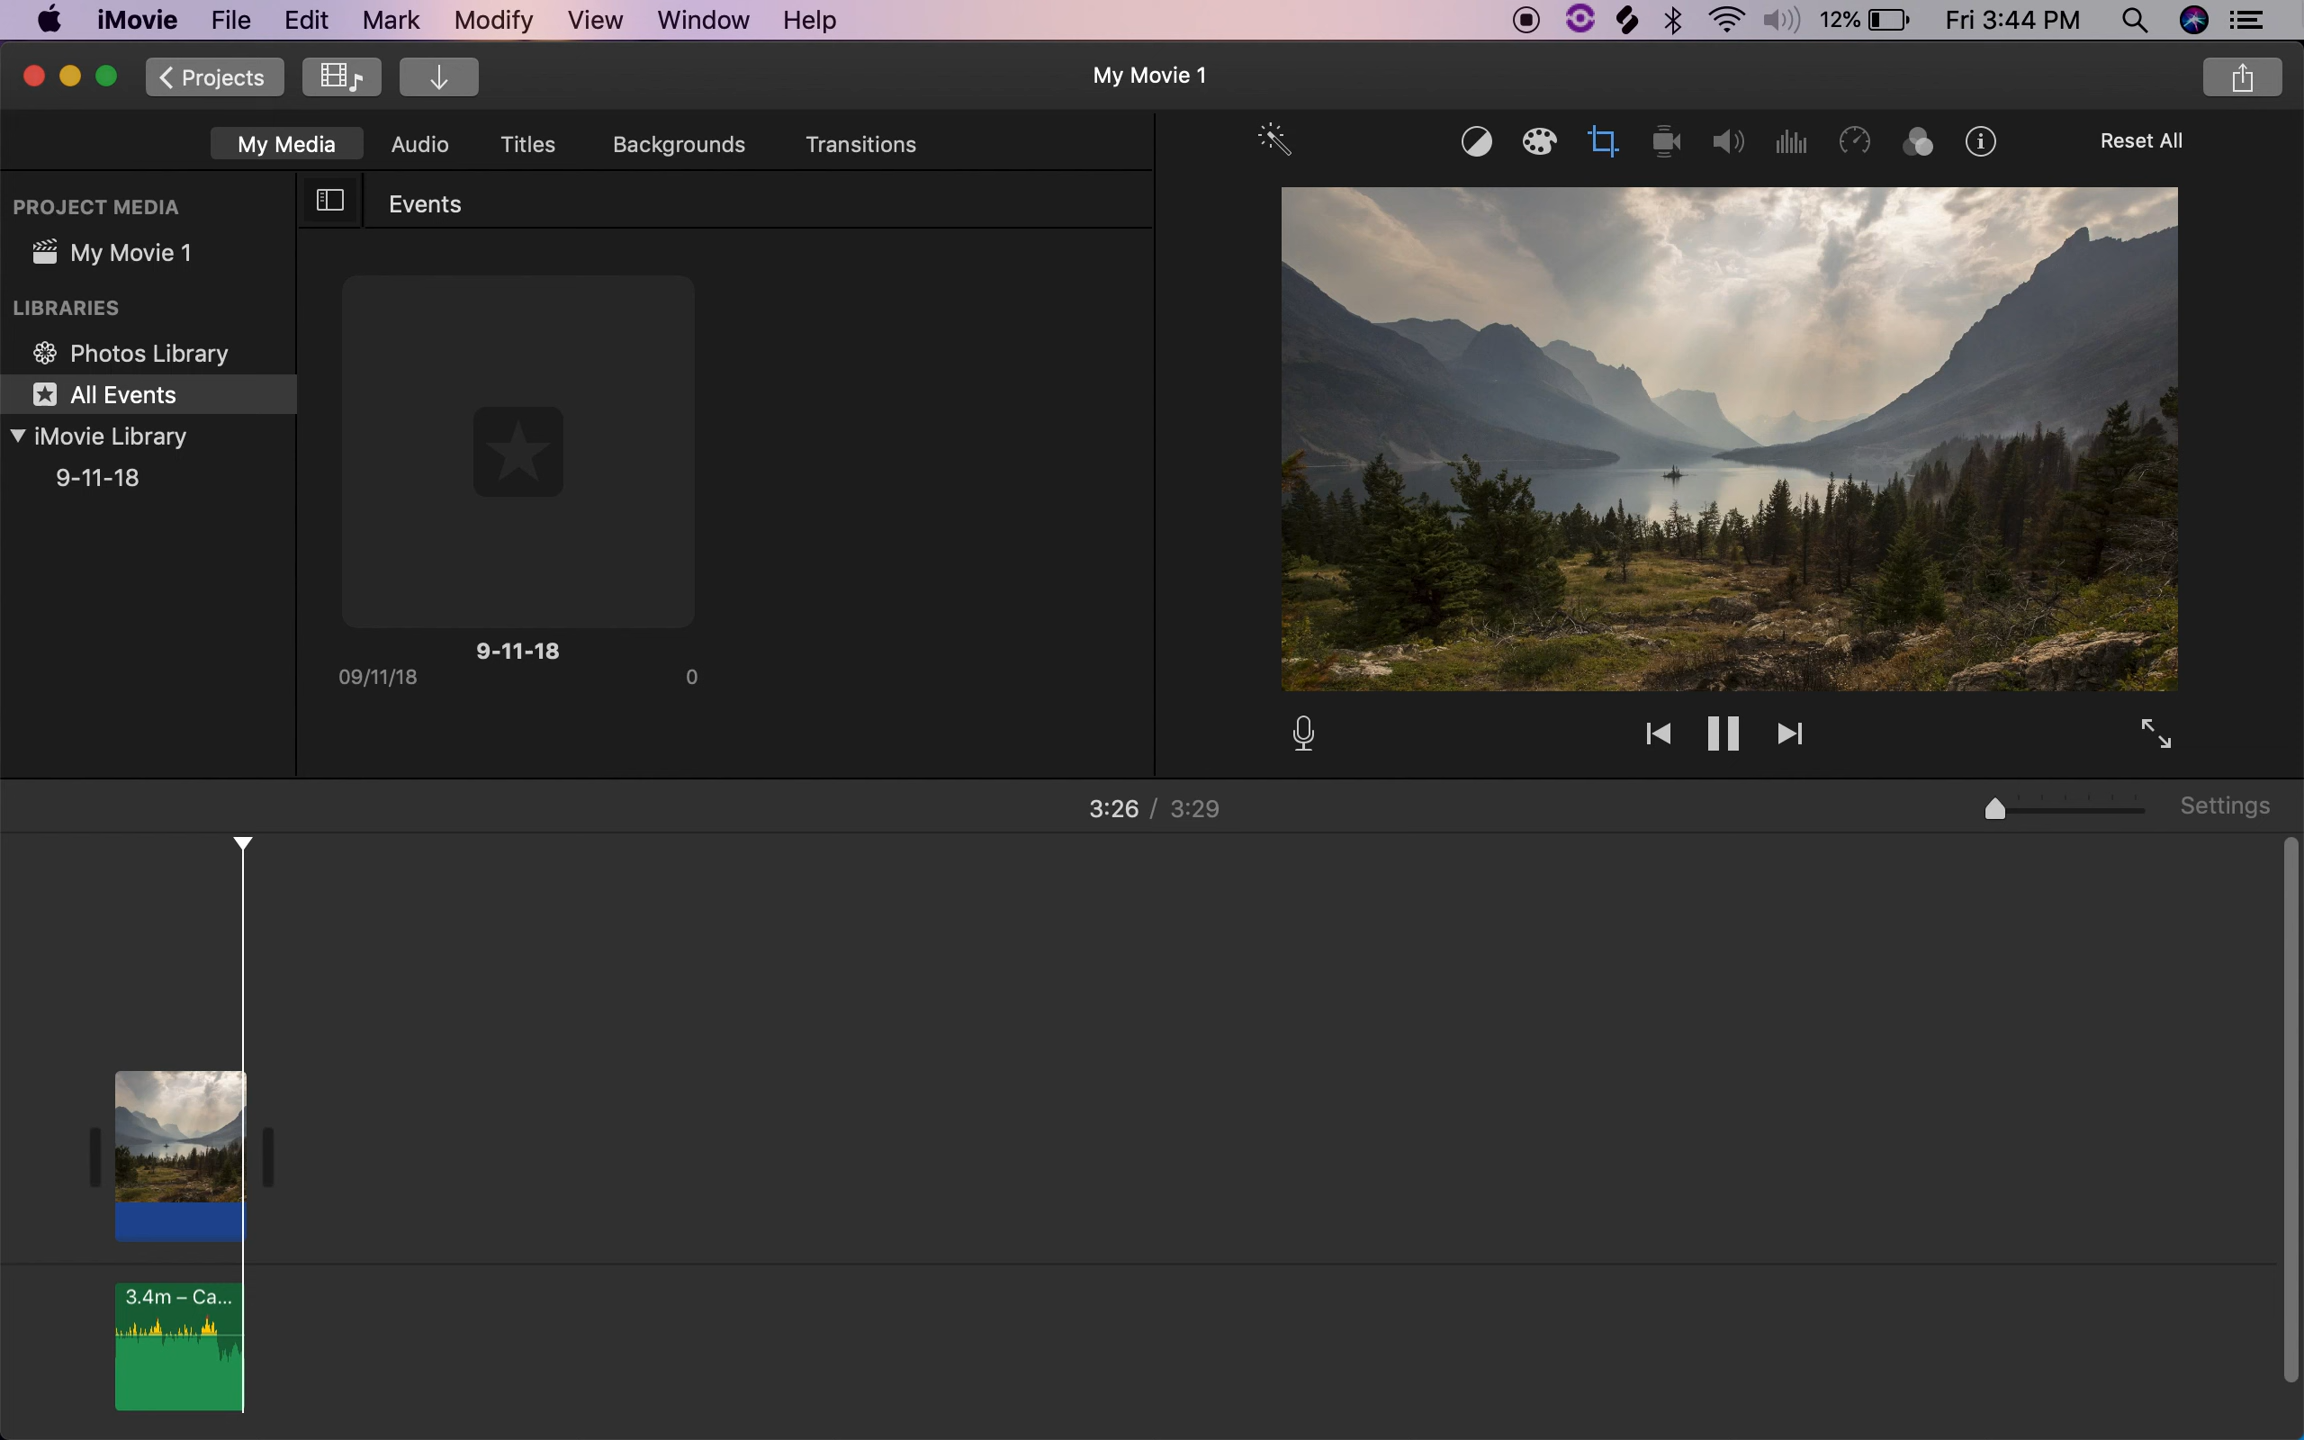 iMovie File Edit Mark Modify View Window Help 12% Fri 3:44 PM
Projects My Movie 1
My Media Audio Titles Backgrounds Transitions Reset All
PROJECT MEDIA
Events
My Movie 1
LIBRARIES
Photos Library
All Events
iMovie Library
9-11-18
9-11-18
09/11/18 0
3:26 / 3:29 Settings
3.4m – Ca...